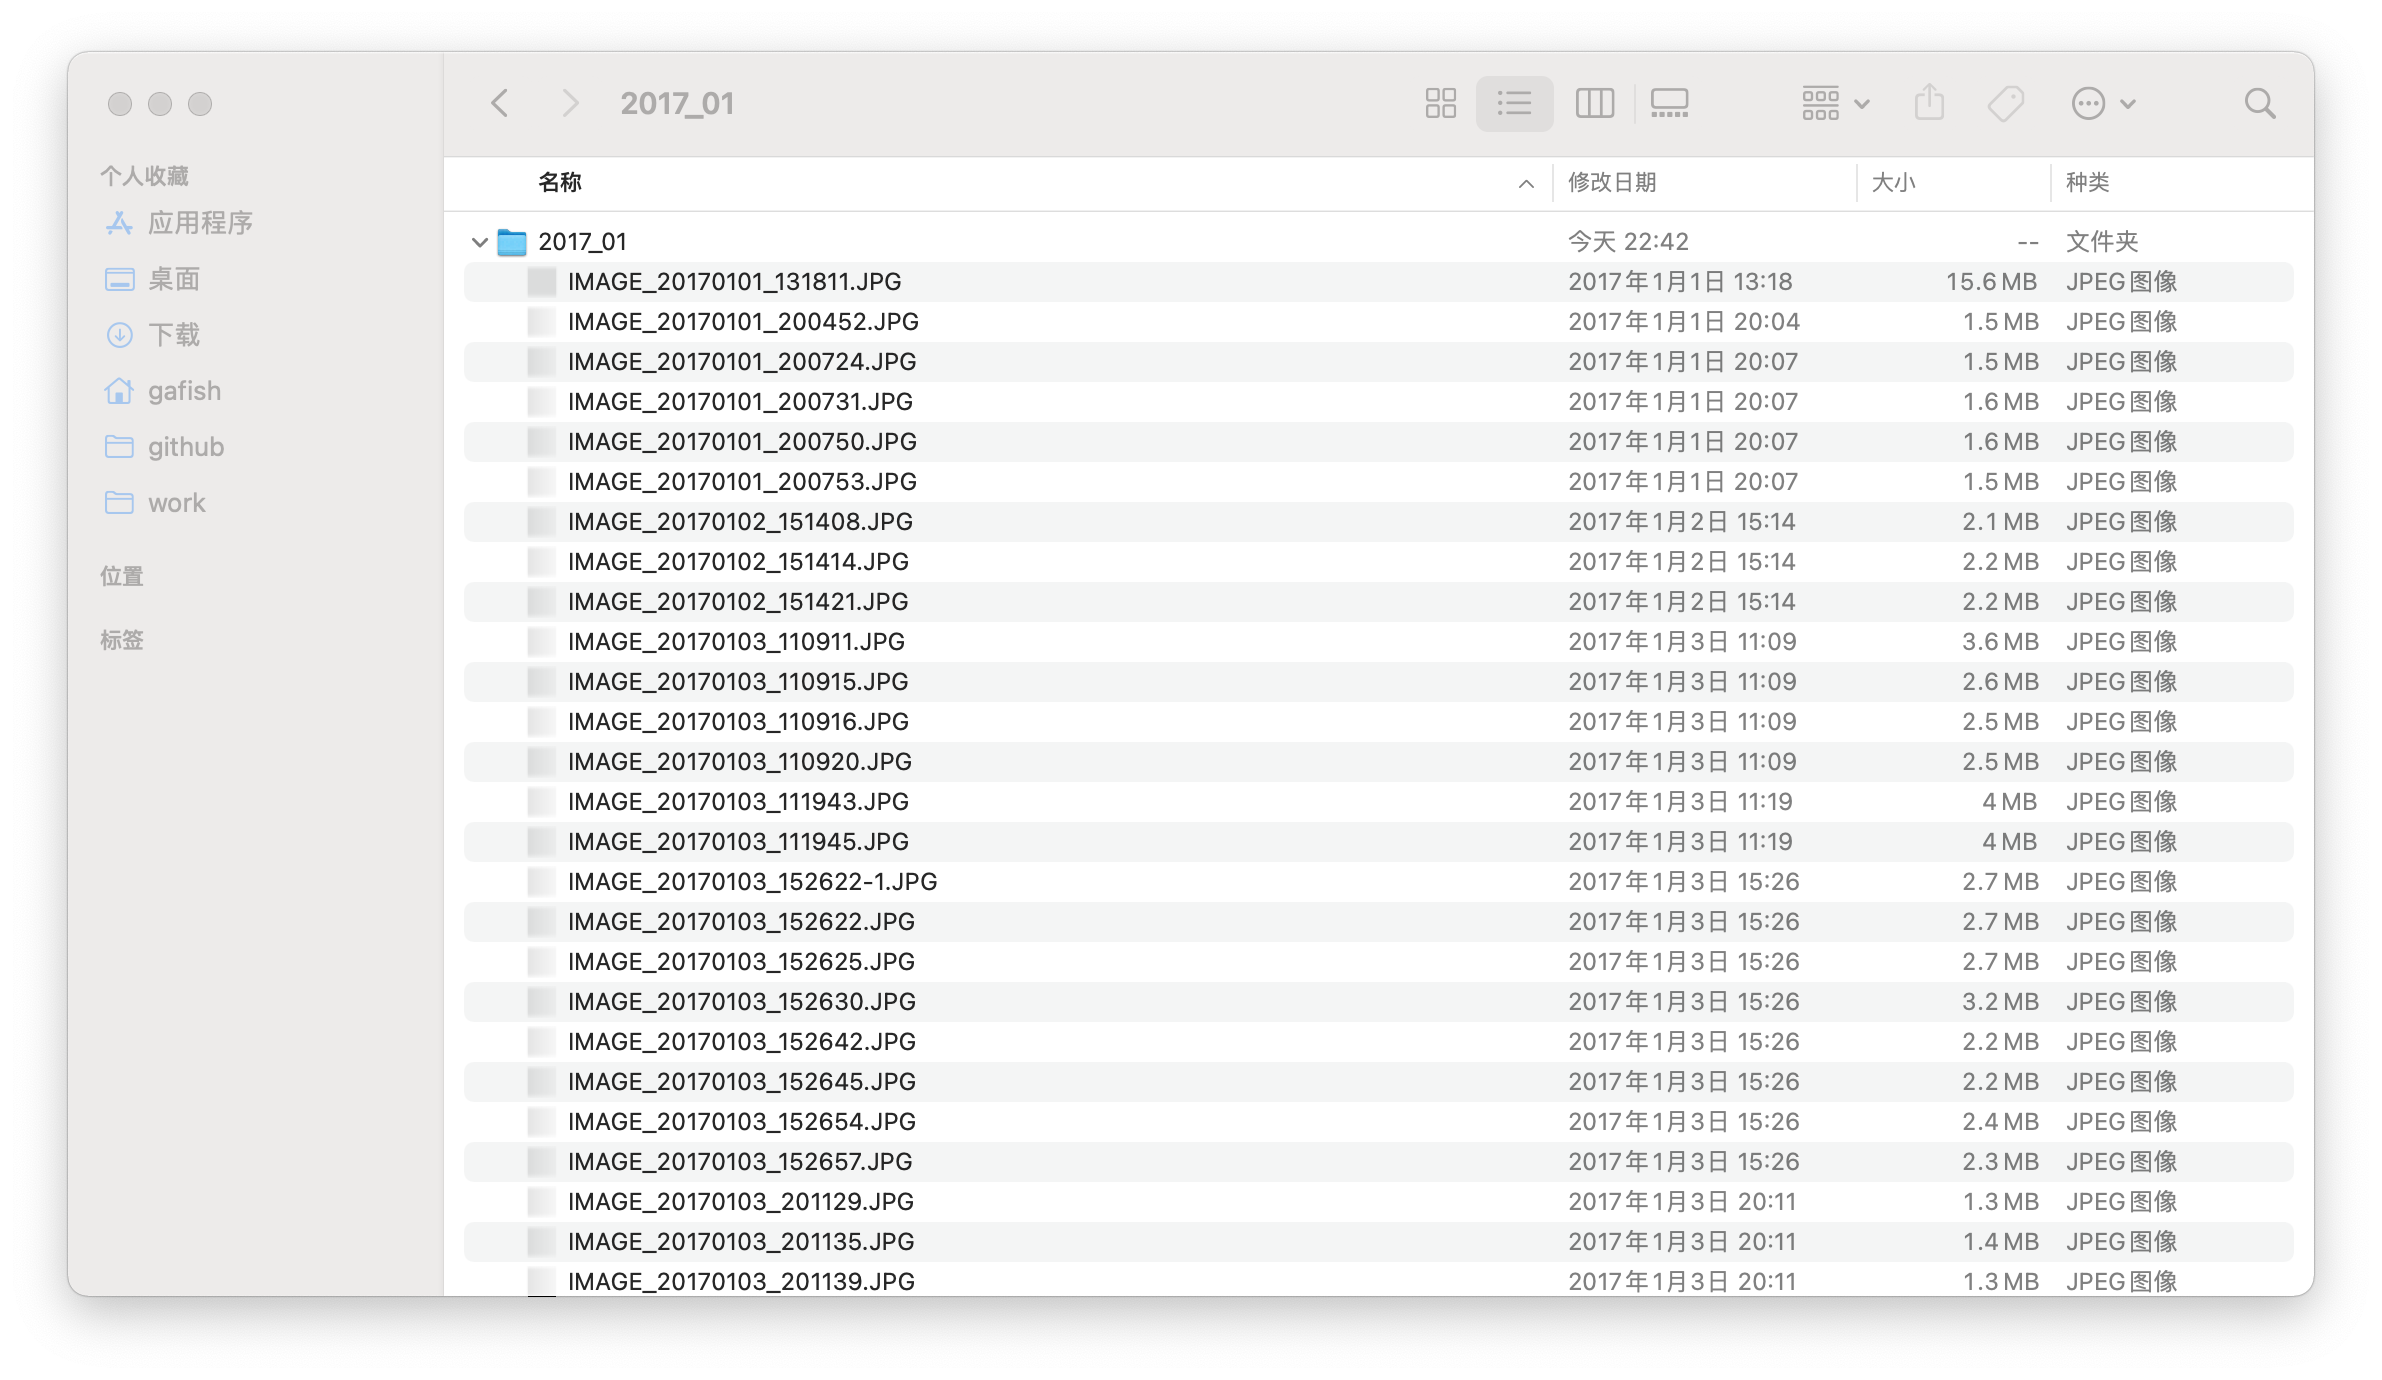 2017_01
个人收藏
应用程序
桌面
下载
gafish
github
work
位置
标签
名称 修改日期 大小 种类
2017_01 今天 22:42 -- 文件夹
IMAGE_20170101_131811.JPG 2017年1月1日 13:18 15.6 MB JPEG图像
IMAGE_20170101_200452.JPG 2017年1月1日 20:04 1.5 MB JPEG图像
IMAGE_20170101_200724.JPG 2017年1月1日 20:07 1.5 MB JPEG图像
IMAGE_20170101_200731.JPG 2017年1月1日 20:07 1.6 MB JPEG图像
IMAGE_20170101_200750.JPG 2017年1月1日 20:07 1.6 MB JPEG图像
IMAGE_20170101_200753.JPG 2017年1月1日 20:07 1.5 MB JPEG图像
IMAGE_20170102_151408.JPG 2017年1月2日 15:14 2.1 MB JPEG图像
IMAGE_20170102_151414.JPG 2017年1月2日 15:14 2.2 MB JPEG图像
IMAGE_20170102_151421.JPG 2017年1月2日 15:14 2.2 MB JPEG图像
IMAGE_20170103_110911.JPG 2017年1月3日 11:09 3.6 MB JPEG图像
IMAGE_20170103_110915.JPG 2017年1月3日 11:09 2.6 MB JPEG图像
IMAGE_20170103_110916.JPG 2017年1月3日 11:09 2.5 MB JPEG图像
IMAGE_20170103_110920.JPG 2017年1月3日 11:09 2.5 MB JPEG图像
IMAGE_20170103_111943.JPG 2017年1月3日 11:19 4 MB JPEG图像
IMAGE_20170103_111945.JPG 2017年1月3日 11:19 4 MB JPEG图像
IMAGE_20170103_152622-1.JPG 2017年1月3日 15:26 2.7 MB JPEG图像
IMAGE_20170103_152622.JPG 2017年1月3日 15:26 2.7 MB JPEG图像
IMAGE_20170103_152625.JPG 2017年1月3日 15:26 2.7 MB JPEG图像
IMAGE_20170103_152630.JPG 2017年1月3日 15:26 3.2 MB JPEG图像
IMAGE_20170103_152642.JPG 2017年1月3日 15:26 2.2 MB JPEG图像
IMAGE_20170103_152645.JPG 2017年1月3日 15:26 2.2 MB JPEG图像
IMAGE_20170103_152654.JPG 2017年1月3日 15:26 2.4 MB JPEG图像
IMAGE_20170103_152657.JPG 2017年1月3日 15:26 2.3 MB JPEG图像
IMAGE_20170103_201129.JPG 2017年1月3日 20:11 1.3 MB JPEG图像
IMAGE_20170103_201135.JPG 2017年1月3日 20:11 1.4 MB JPEG图像
IMAGE_20170103_201139.JPG 2017年1月3日 20:11 1.3 MB JPEG图像